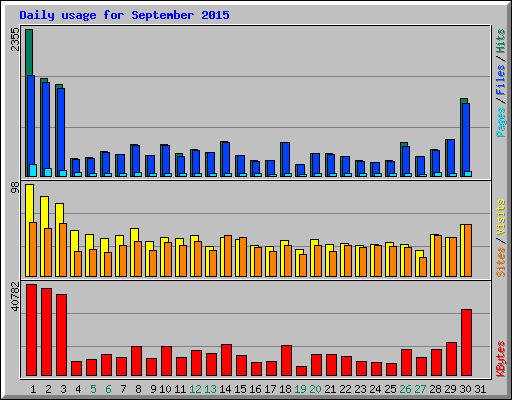 Daily usage for September 2015
2355
Pages / Files / Hits
98
Sites / Visits
40782
KBytes
1 2 3 4 5 6 7 8 9 10 11 12 13 14 15 16 17 18 19 20 21 22 23 24 25 26 27 28 29 30 31